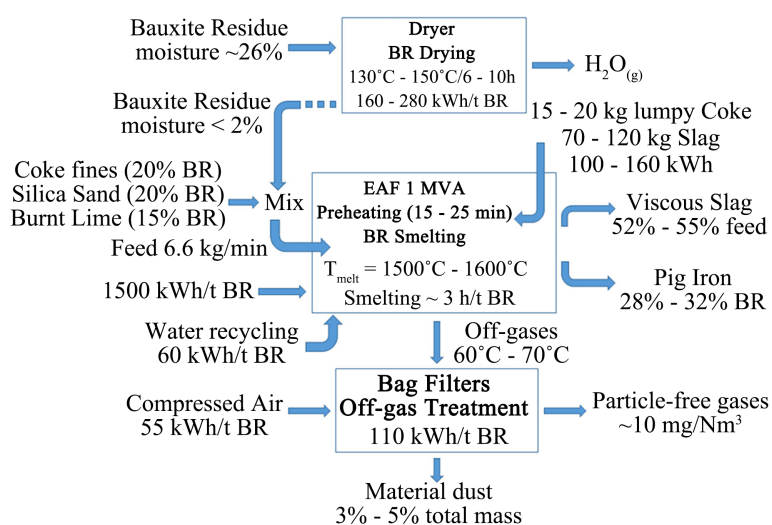 Bauxite Residue
moisture ~26%
Dryer
BR Drying
130˚C - 150˚C/6 - 10h
160 - 280 kWh/t BR
H2O(g)
Bauxite Residue
moisture < 2%
15 - 20 kg lumpy Coke
70 - 120 kg Slag
100 - 160 kWh
Coke fines (20% BR)
Silica Sand (20% BR)
Burnt Lime (15% BR)
Mix
Feed 6.6 kg/min
EAF 1 MVA
Preheating (15 - 25 min)
BR Smelting
Tmelt = 1500˚C - 1600˚C
Smelting ~ 3 h/t BR
Viscous Slag
52% - 55% feed
Pig Iron
28% - 32% BR
1500 kWh/t BR
Water recycling
60 kWh/t BR
Off-gases
60˚C - 70˚C
Compressed Air
55 kWh/t BR
Bag Filters
Off-gas Treatment
110 kWh/t BR
Particle-free gases
~10 mg/Nm³
Material dust
3% - 5% total mass